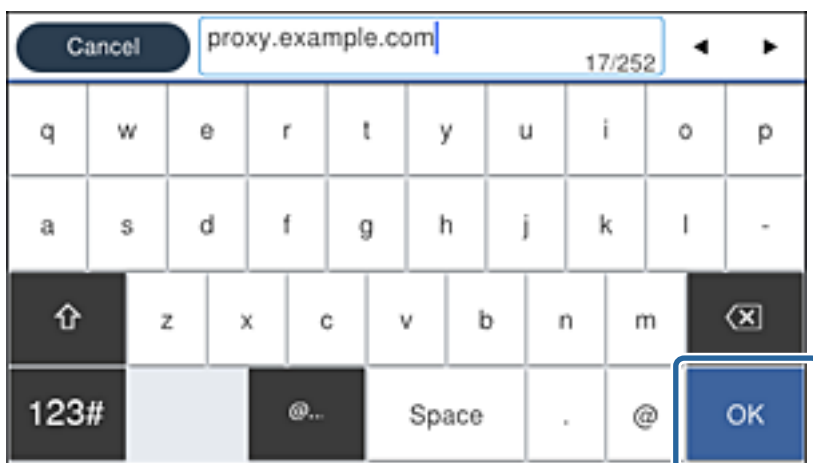 Cancel
proxy.example.com
17/252
q w e r t y u i o p
a s d f g h j k l -
z x c v b n m
123# @... Space . @ OK